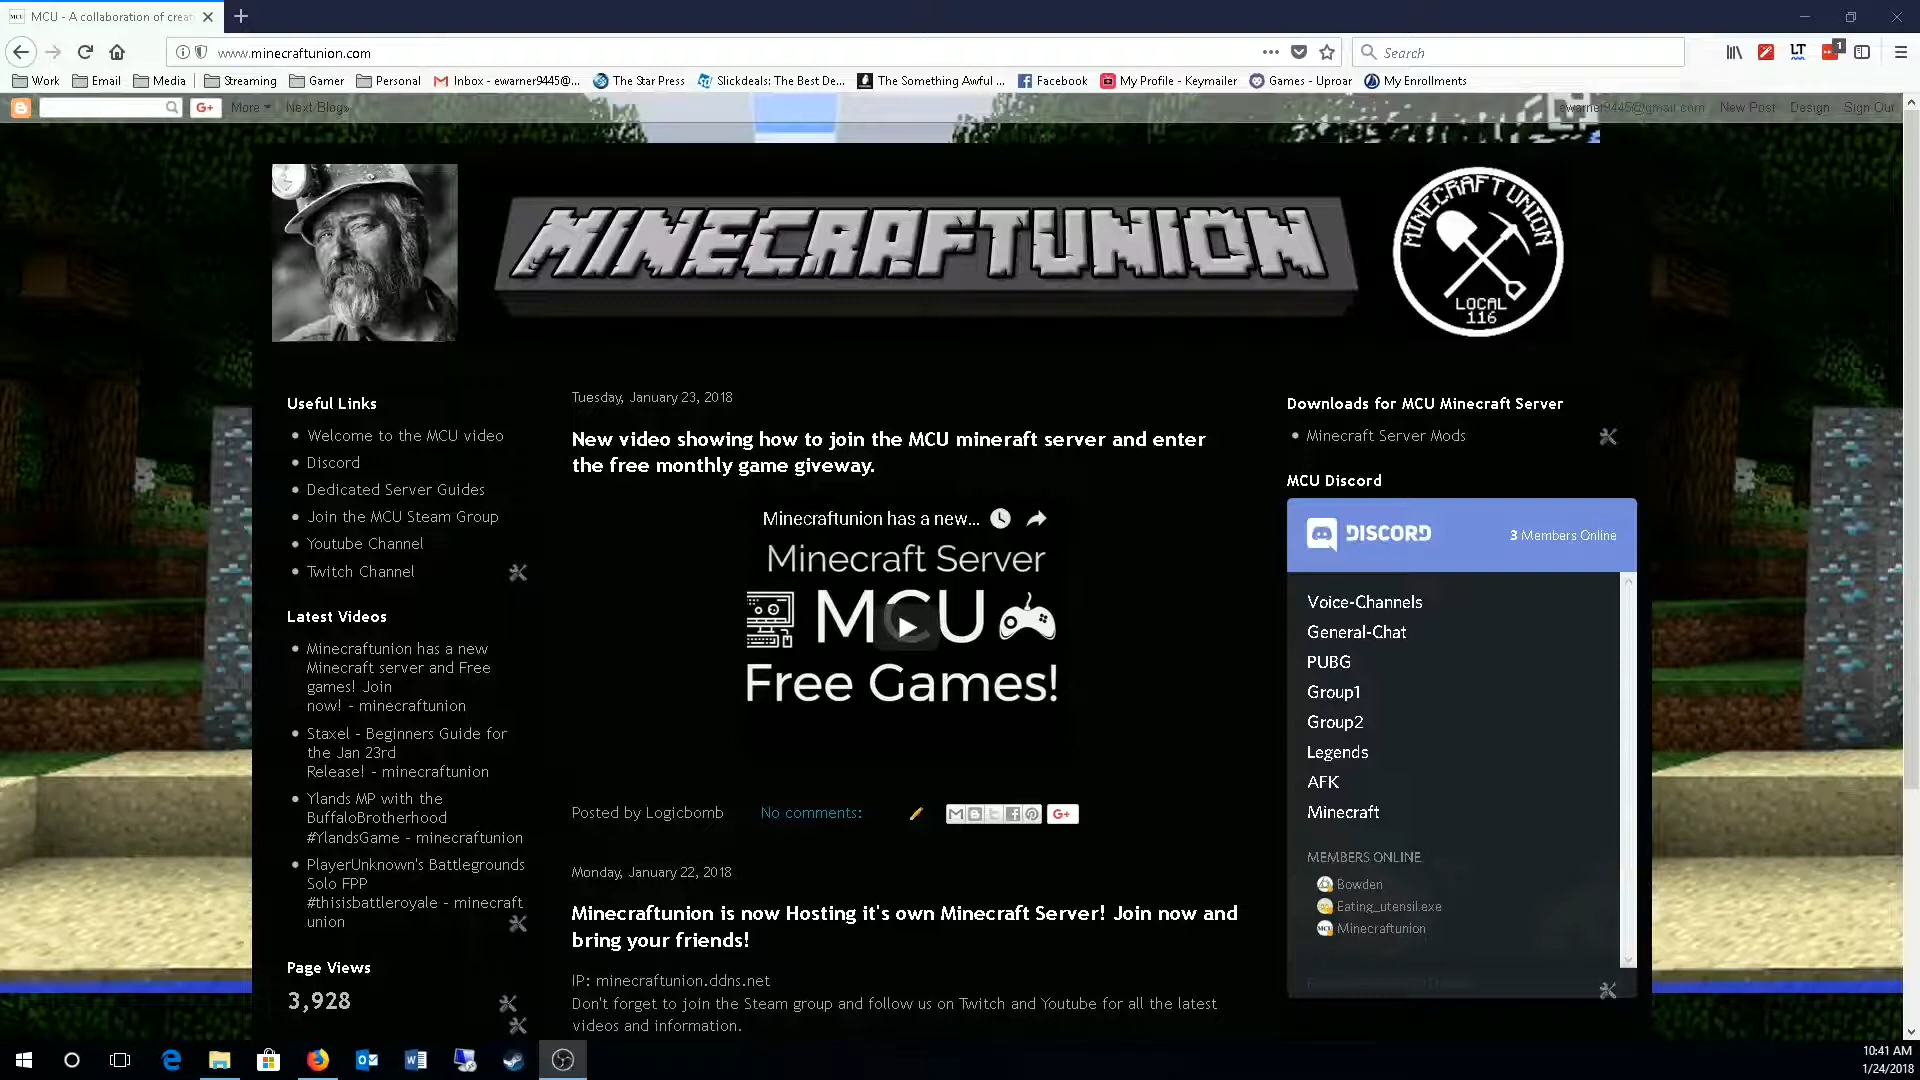 MCU - A collaboration of creat
www.minecraftunion.com
Search
1
Work
Email
Media
Streaming
Gamer
Personal
Inbox - ewarner9445@...
The Star Press
Slickdeals: The Best De...
The Something Awful ...
Facebook
My Profile - Keymailer
Games - Uproar
My Enrollments
G+
More
Next Blog»
ewarner9445@gmail.com
New Post
Design
Sign Out
MINECRAFTUNION
MINECRAFT UNION
LOCAL
116
Useful Links
Welcome to the MCU video
Discord
Dedicated Server Guides
Join the MCU Steam Group
Youtube Channel
Twitch Channel
Latest Videos
Minecraftunion has a new
Minecraft server and Free
games! Join
now! - minecraftunion
Staxel - Beginners Guide for
the Jan 23rd
Release! - minecraftunion
Ylands MP with the
BuffaloBrotherhood
#YlandsGame - minecraftunion
PlayerUnknown's Battlegrounds
Solo FPP
#thisisbattleroyale - minecraft
union
Page Views
3,928
Tuesday, January 23, 2018
New video showing how to join the MCU mineraft server and enter
the free monthly game giveway.
Minecraftunion has a new...
Minecraft Server
MCU
Free Games!
Posted by Logicbomb
No comments:
G+
Monday, January 22, 2018
Minecraftunion is now Hosting it's own Minecraft Server! Join now and
bring your friends!
IP: minecraftunion.ddns.net
Don't forget to join the Steam group and follow us on Twitch and Youtube for all the latest
videos and information.
Downloads for MCU Minecraft Server
Minecraft Server Mods
MCU Discord
DISCORD
3 Members Online
Voice-Channels
General-Chat
PUBG
Group1
Group2
Legends
AFK
Minecraft
MEMBERS ONLINE
Bowden
Eating_utensil.exe
Minecraftunion
10:41 AM
1/24/2018